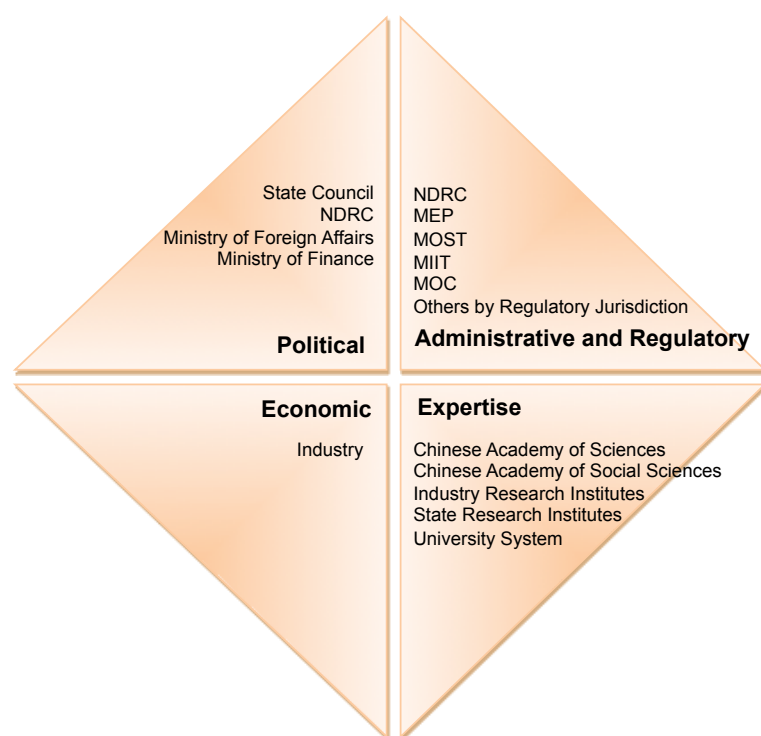 State Council
NDRC
Ministry of Foreign Affairs
Ministry of Finance
Political
NDRC
MEP
MOST
MIIT
MOC
Others by Regulatory Jurisdiction
Administrative and Regulatory
Economic
Industry
Expertise
Chinese Academy of Sciences
Chinese Academy of Social Sciences
Industry Research Institutes
State Research Institutes
University System